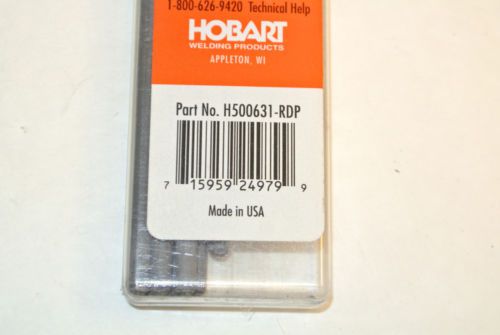 1-800-626-9420 Technical Help
HOBART
WELDING PRODUCTS
APPLETON, WI
Part No. H500631-RDP
7 15959 24979 9
Made in USA